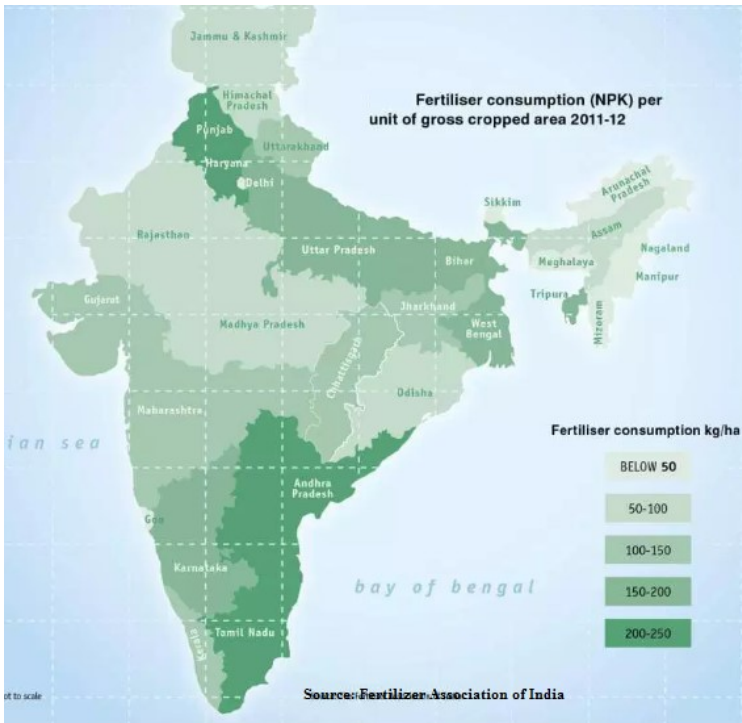 Jammu & Kashmir
Fertiliser consumption (NPK) per
unit of gross cropped area 2011-12
Himachal
Pradesh
Punjab
Uttarakhand
Haryana
Delhi
Arunachal
Pradesh
Sikkim
Assam
Rajasthan
Uttar Pradesh
Nagaland
Bihar
Meghalaya
Manipur
Gujarat
Tripura
Jharkhand
Madhya Pradesh
West
Bengal
Mizoram
Chhattisgarh
Odisha
Maharashtra
ian sea
Fertiliser consumption kg/ha
BELOW 50
Andhra
Pradesh
50-100
Goa
100-150
Karnataka
bay of bengal
150-200
Kerala
Tamil Nadu
200-250
ot to scale
Source: Fertilizer Association of India